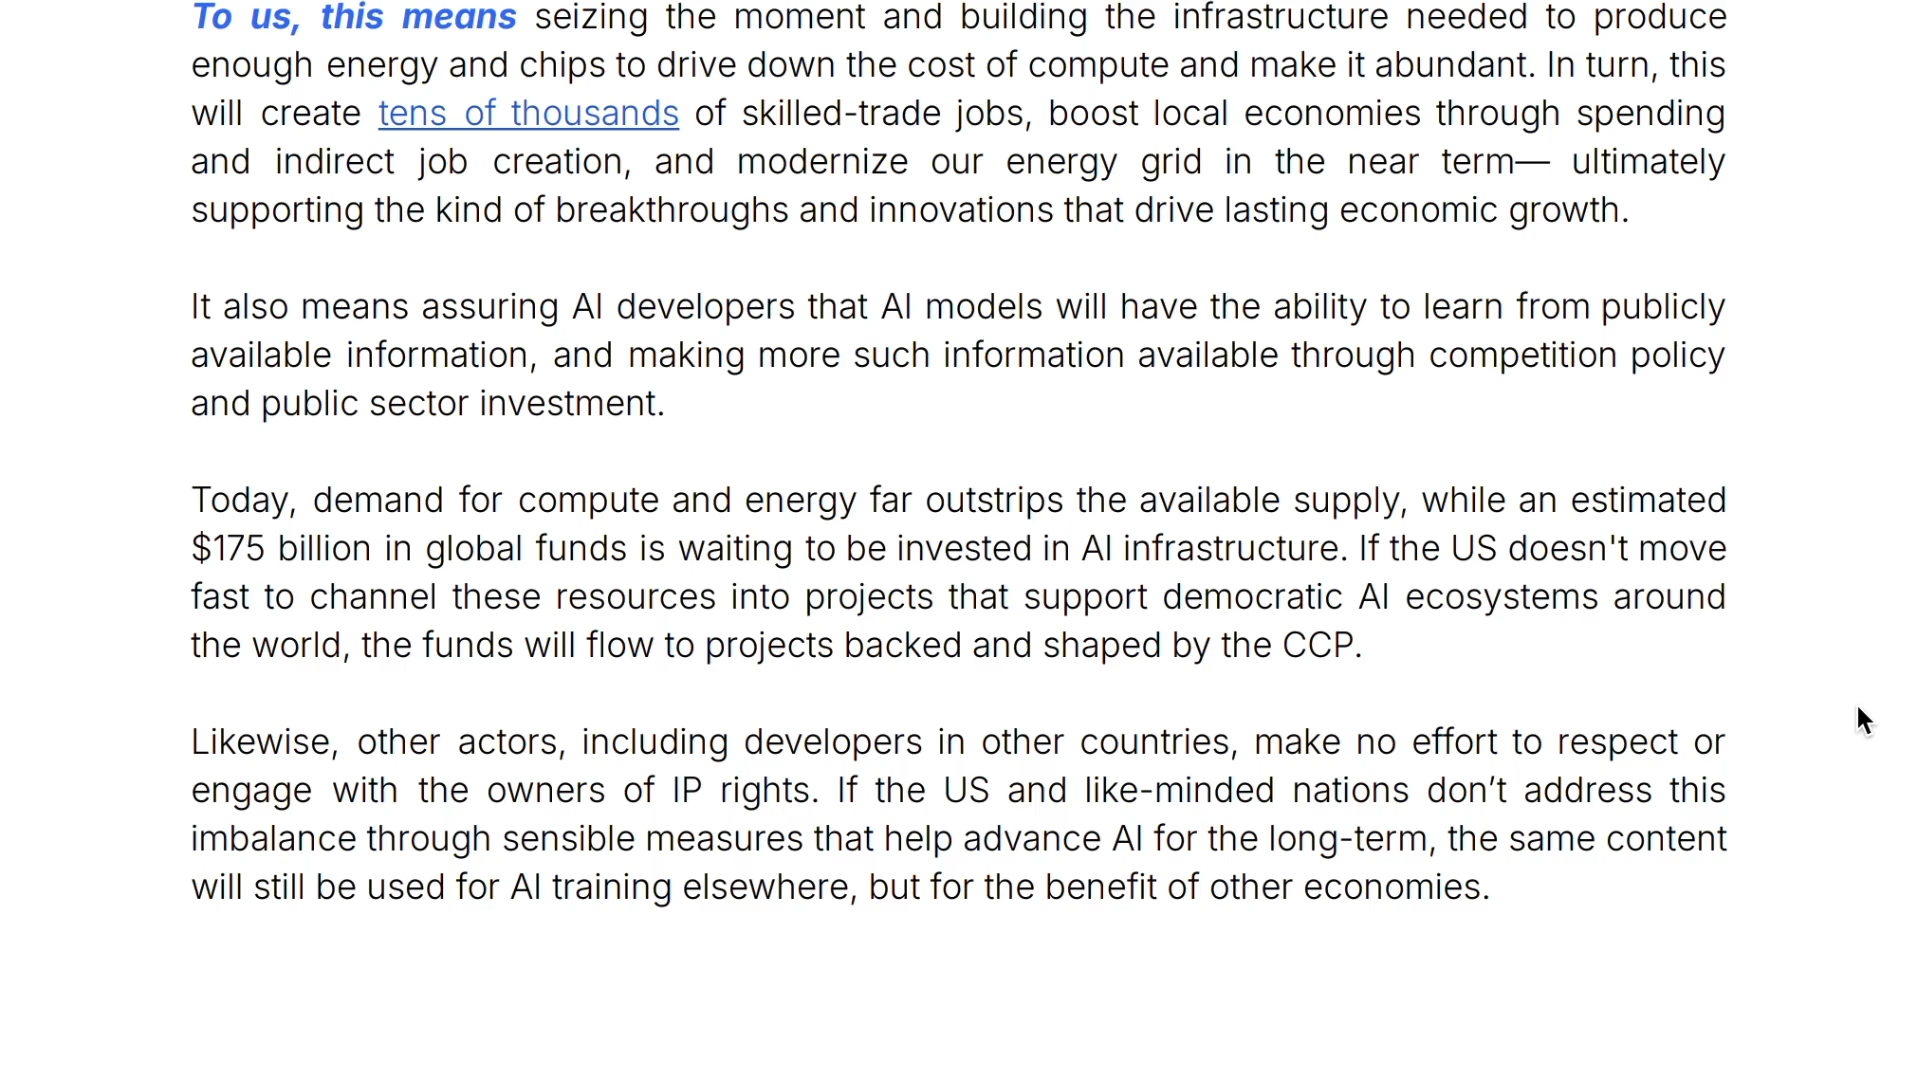 To us, this means seizing the moment and building the infrastructure needed to produce
enough energy and chips to drive down the cost of compute and make it abundant. In turn, this
will create tens of thousands of skilled-trade jobs, boost local economies through spending
and indirect job creation, and modernize our energy grid in the near term— ultimately
supporting the kind of breakthroughs and innovations that drive lasting economic growth.
It also means assuring AI developers that AI models will have the ability to learn from publicly
available information, and making more such information available through competition policy
and public sector investment.
Today, demand for compute and energy far outstrips the available supply, while an estimated
$175 billion in global funds is waiting to be invested in AI infrastructure. If the US doesn't move
fast to channel these resources into projects that support democratic AI ecosystems around
the world, the funds will flow to projects backed and shaped by the CCP.
Likewise, other actors, including developers in other countries, make no effort to respect or
engage with the owners of IP rights. If the US and like-minded nations don’t address this
imbalance through sensible measures that help advance AI for the long-term, the same content
will still be used for AI training elsewhere, but for the benefit of other economies.